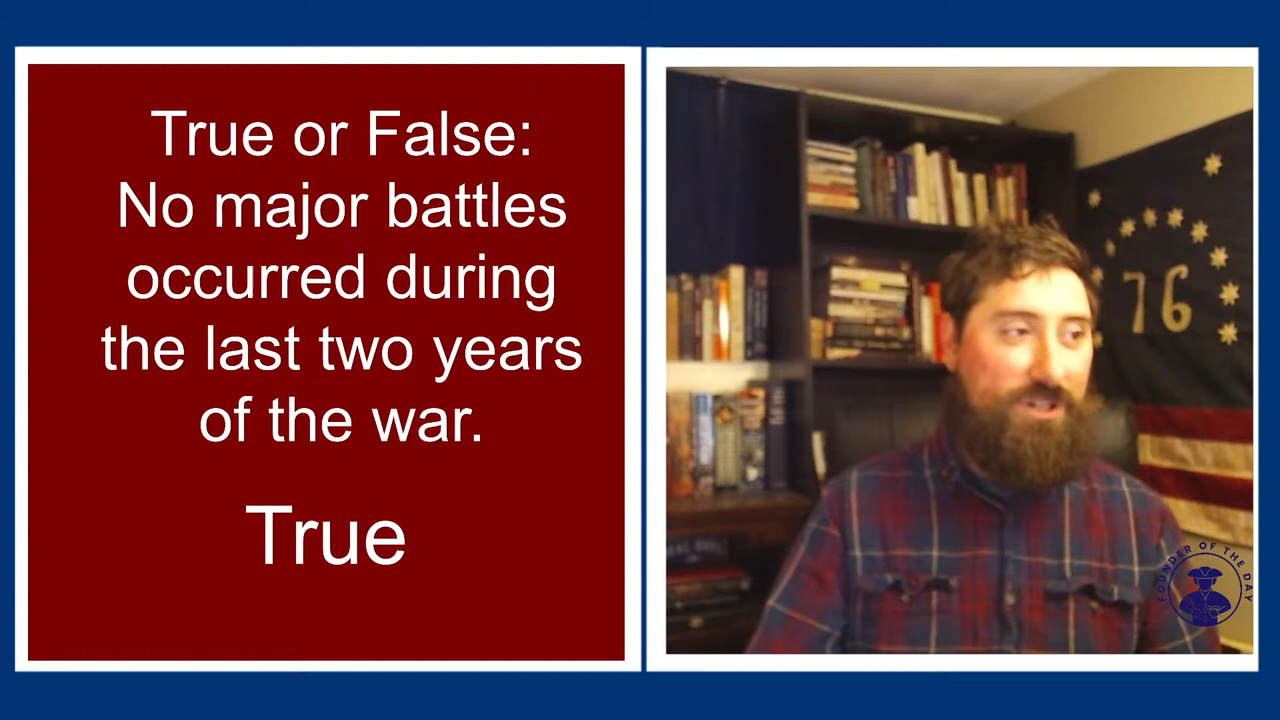 True or False:
No major battles
occurred during
the last two years
of the war.
True
76
FOUNDER OF THE DAY